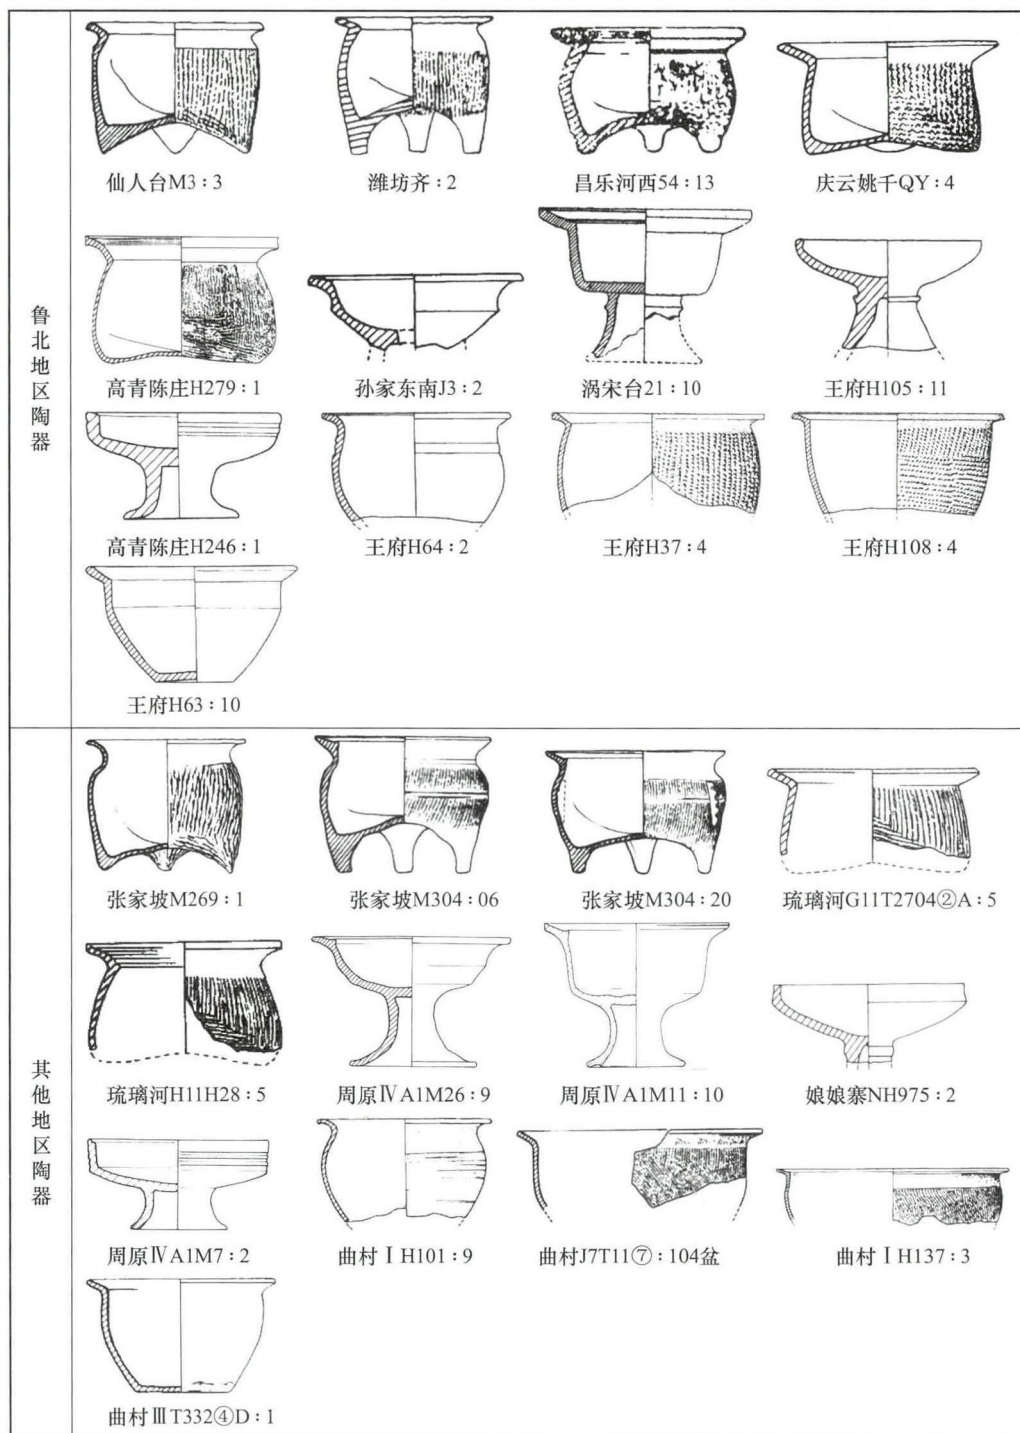 鲁北地区陶器
仙人台M3：3
潍坊齐：2
昌乐河西54：13
庆云姚千QY：4
高青陈庄H279：1
孙家东南J3：2
涡宋台21：10
王府H105：11
高青陈庄H246：1
王府H64：2
王府H37：4
王府H108：4
王府H63：10
其他地区陶器
张家坡M269：1
张家坡M304：06
张家坡M304：20
琉璃河G11T2704②A：5
琉璃河H11H28：5
周原ⅣA1M26：9
周原ⅣA1M11：10
娘娘寨NH975：2
周原ⅣA1M7：2
曲村ⅠH101：9
曲村J7T11⑦：104盆
曲村ⅠH137：3
曲村ⅢT332④D：1